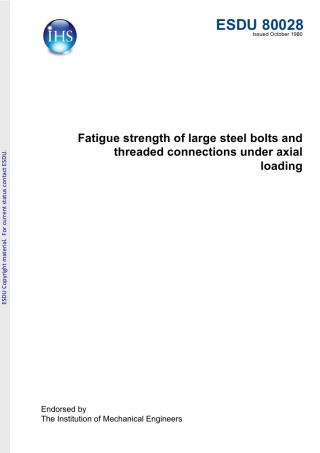 IHS
ESDU 80028
Issued October 1980
Fatigue strength of large steel bolts and
threaded connections under axial
loading
ESDU Copyright material. For current status contact ESDU.
Endorsed by
The Institution of Mechanical Engineers